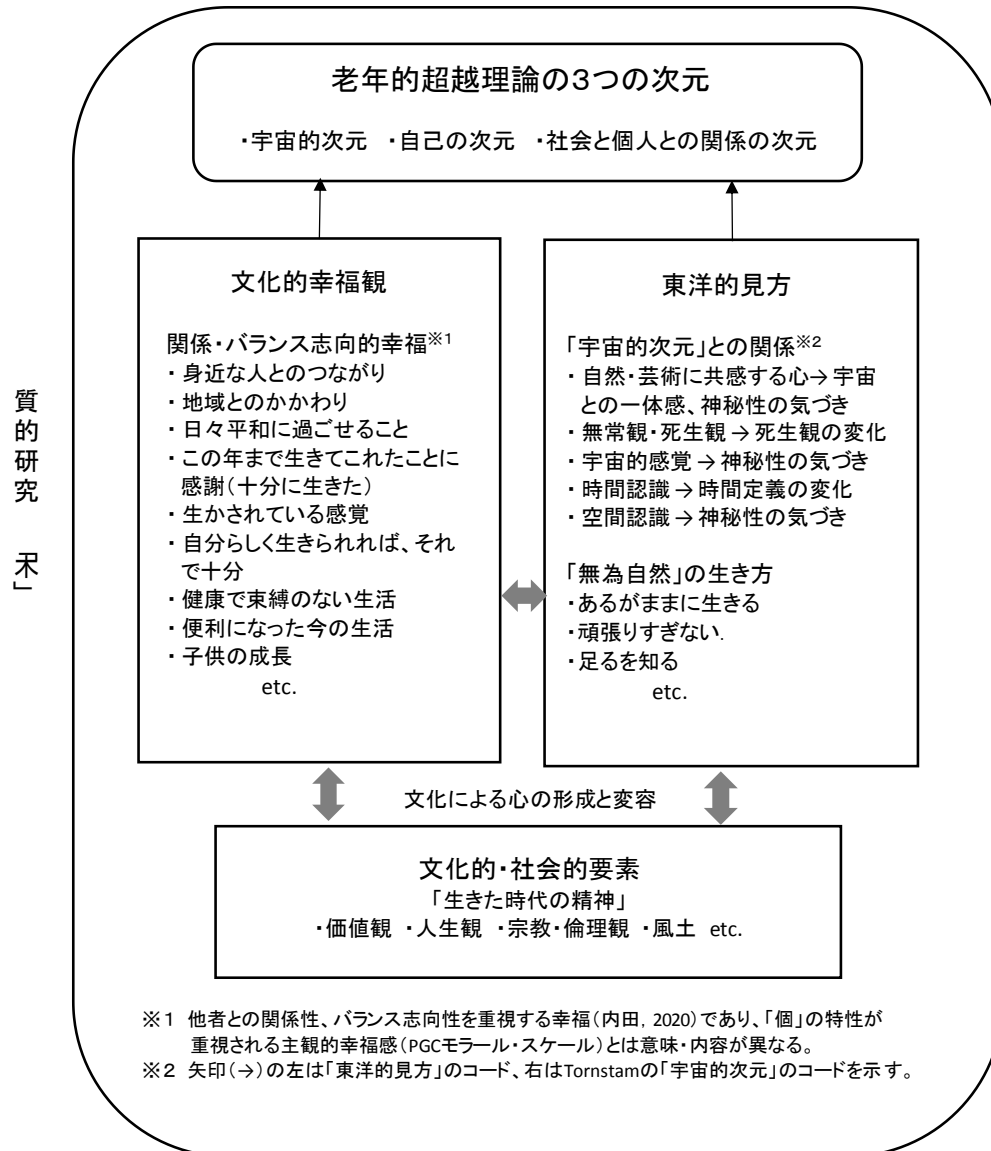 老年的超越理論の3つの次元
・宇宙的次元 ・自己の次元 ・社会と個人との関係の次元
文化的幸福観
関係・バランス志向的幸福※1
・身近な人とのつながり
・地域とのかかわり
・日々平和に過ごせること
・この年まで生きてこれたことに
感謝(十分に生きた)
・生かされている感覚
・自分らしく生きられれば、それ
で十分
・健康で束縛のない生活
・便利になった今の生活
・子供の成長
etc.
東洋的見方
「宇宙的次元」との関係※2
・自然・芸術に共感する心→宇宙
との一体感、神秘性の気づき
・無常観・死生観→死生観の変化
・宇宙的感覚→神秘性の気づき
・時間認識→時間定義の変化
・空間認識→神秘性の気づき
「無為自然」の生き方
・あるがままに生きる
・頑張りすぎない.
・足るを知る
etc.
文化による心の形成と変容
文化的・社会的要素
「生きた時代の精神」
・価値観 ・人生観 ・宗教・倫理観 ・風土 etc.
※1 他者との関係性、バランス志向性を重視する幸福(内田, 2020)であり、「個」の特性が
重視される主観的幸福感(PGCモラール・スケール)とは意味・内容が異なる。
※2 矢印(→)の左は「東洋的見方」のコード、右はTornstamの「宇宙的次元」のコードを示す。
質的研究